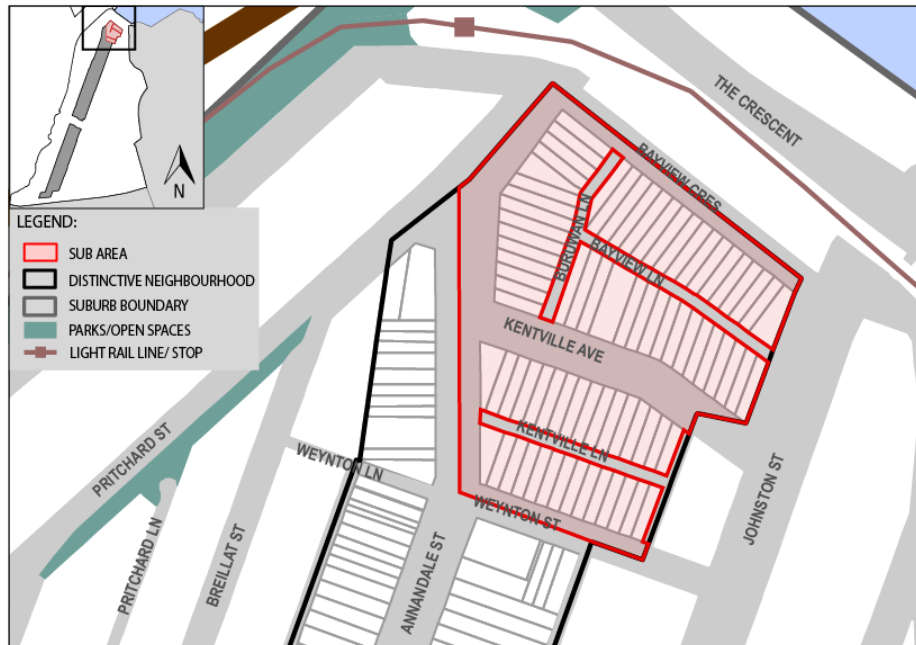 N
LEGEND:
SUB AREA
DISTINCTIVE NEIGHBOURHOOD
SUBURB BOUNDARY
PARKS/OPEN SPACES
LIGHT RAIL LINE/ STOP
THE CRESCENT
BAYVIEW CRES
BURUWAN LN
BAYVIEW LN
KENTVILLE AVE
KENTVILLE LN
WEYNTON ST
WEYNTON LN
PRITCHARD ST
PRITCHARD LN
BREILLAT ST
ANNANDALE ST
JOHNSTON ST